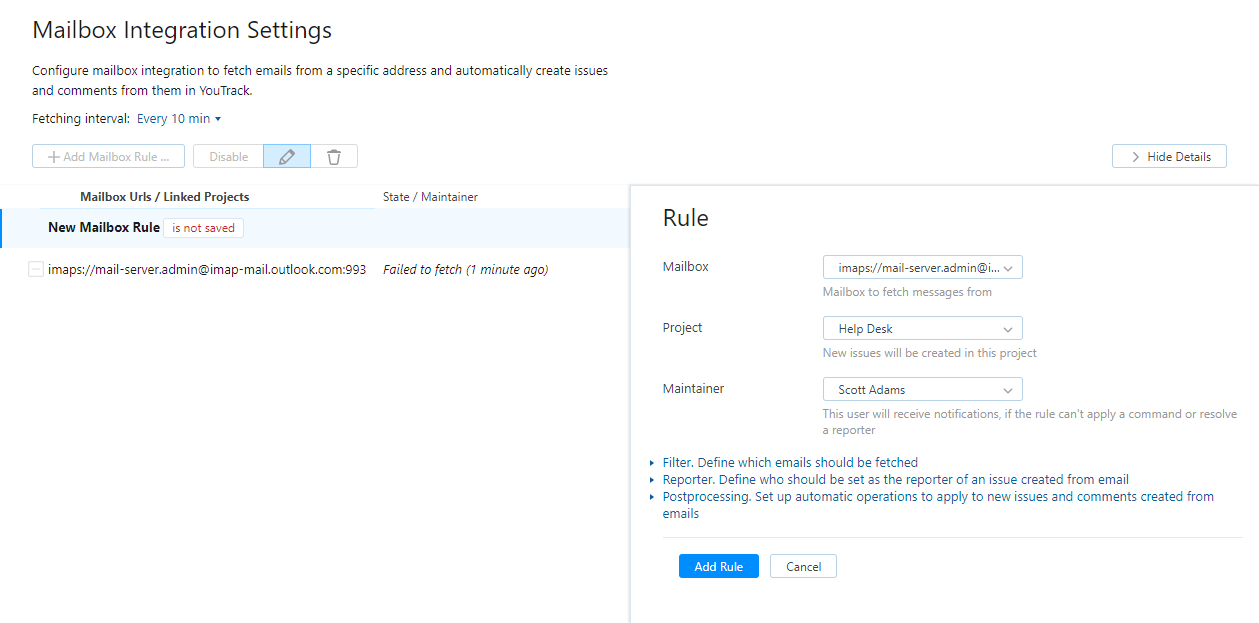 Mailbox Integration Settings
Configure mailbox integration to fetch emails from a specific address and automatically create issues
and comments from them in YouTrack.
Fetching interval: Every 10 min
Add Mailbox Rule ...
Disable
Hide Details
Mailbox Urls / Linked Projects
State / Maintainer
New Mailbox Rule is not saved
imaps://mail-server.admin@imap-mail.outlook.com:993
Failed to fetch (1 minute ago)
Rule
Mailbox
imaps://mail-server.admin@i...
Mailbox to fetch messages from
Project
Help Desk
New issues will be created in this project
Maintainer
Scott Adams
This user will receive notifications, if the rule can't apply a command or resolve
a reporter
Filter. Define which emails should be fetched
Reporter. Define who should be set as the reporter of an issue created from email
Postprocessing. Set up automatic operations to apply to new issues and comments created from
emails
Add Rule
Cancel